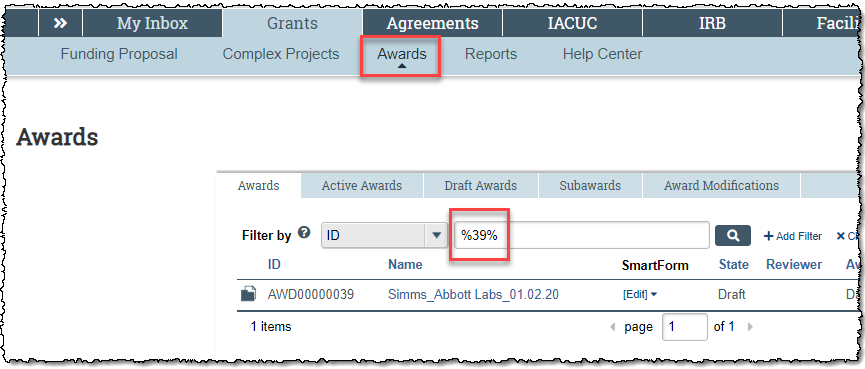 » My Inbox Grants Agreements IACUC IRB Facili
Funding Proposal Complex Projects Awards Reports Help Center
Awards
Awards Active Awards Draft Awards Subawards Award Modifications
Filter by ? ID %39% + Add Filter ✕ Cl
ID Name SmartForm State Reviewer Aw
AWD00000039 Simms_Abbott Labs_01.02.20 [Edit] Draft D
1 items page 1 of 1